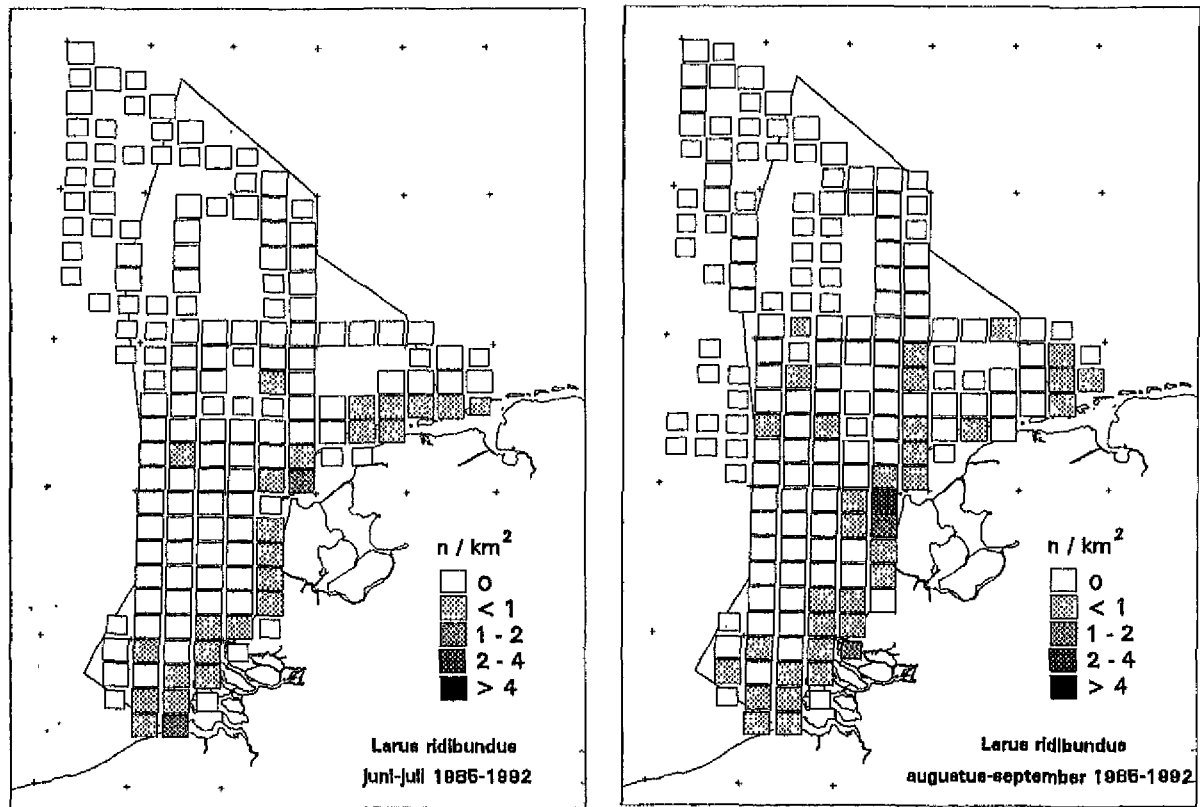 n / km²
0
< 1
1 - 2
2 - 4
> 4
Larus ridibundus
juni-juli 1985-1992
n / km²
0
< 1
1 - 2
2 - 4
> 4
Larus ridibundus
augustus-september 1985-1992